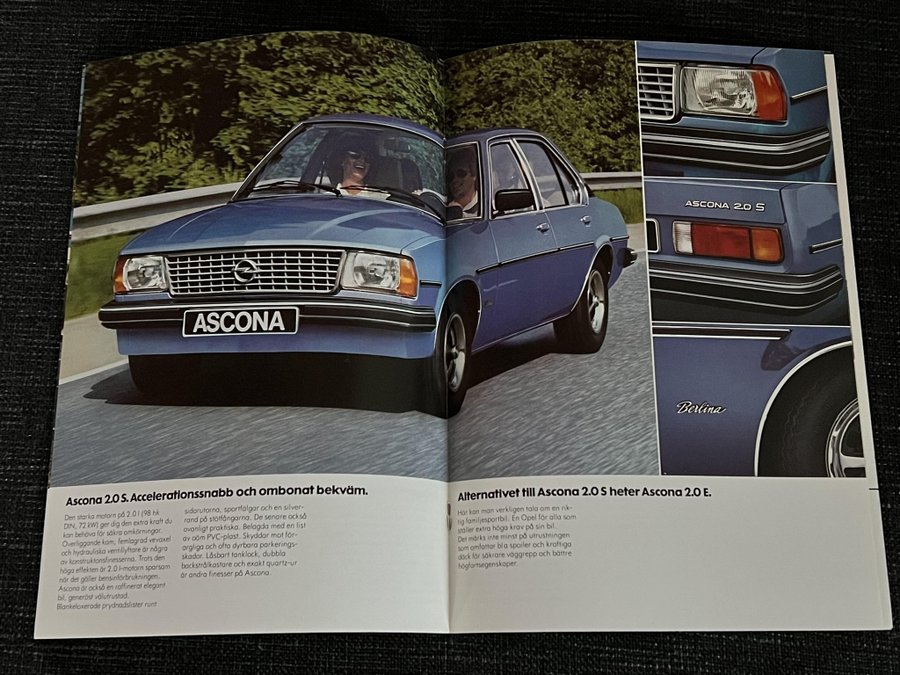 ASCONA
ASCONA 2.0 S
Berlina
Ascona 2.0 S. Accelerationssnabb och ombonat bekväm.
Den starka motorn på 2.0 l (98 hk
DIN, 72 kW) ger dig den extra kraft du
kan behöva för säkra omkörningar.
Överliggande kam, femlagrad vevaxel
och hydrauliska ventillyftare är några
av konstruktionsfinesserna. Trots den
höga effekten är 2.0 l-motorn sparsam
när det gäller bensinförbrukningen.
Ascona är också en raffinerat elegant
bil, generöst välutrustad.
Blankeloxerade prydnadslister runt
sidorutorna, sportfälgar och en silver-
rand på stötfångarna. De senare också
ovanligt praktiska. Belagda med en list
av oöm PVC-plast. Skyddar mot för-
argliga och ofta dyrbara parkerings-
skador. Låsbart tanklock, dubbla
backstrålkastare och exakt quartz-ur
är andra finesser på Ascona.
Alternativet till Ascona 2.0 S heter Ascona 2.0 E.
Här kan man verkligen tala om en rik-
tig familjesportbil. En Opel för alla som
ställer extra höga krav på sin bil.
Det märks inte minst på utrustningen
som omfattar bl a spoiler och kraftiga
däck för säkrare väggrepp och bättre
högfartsegenskaper.